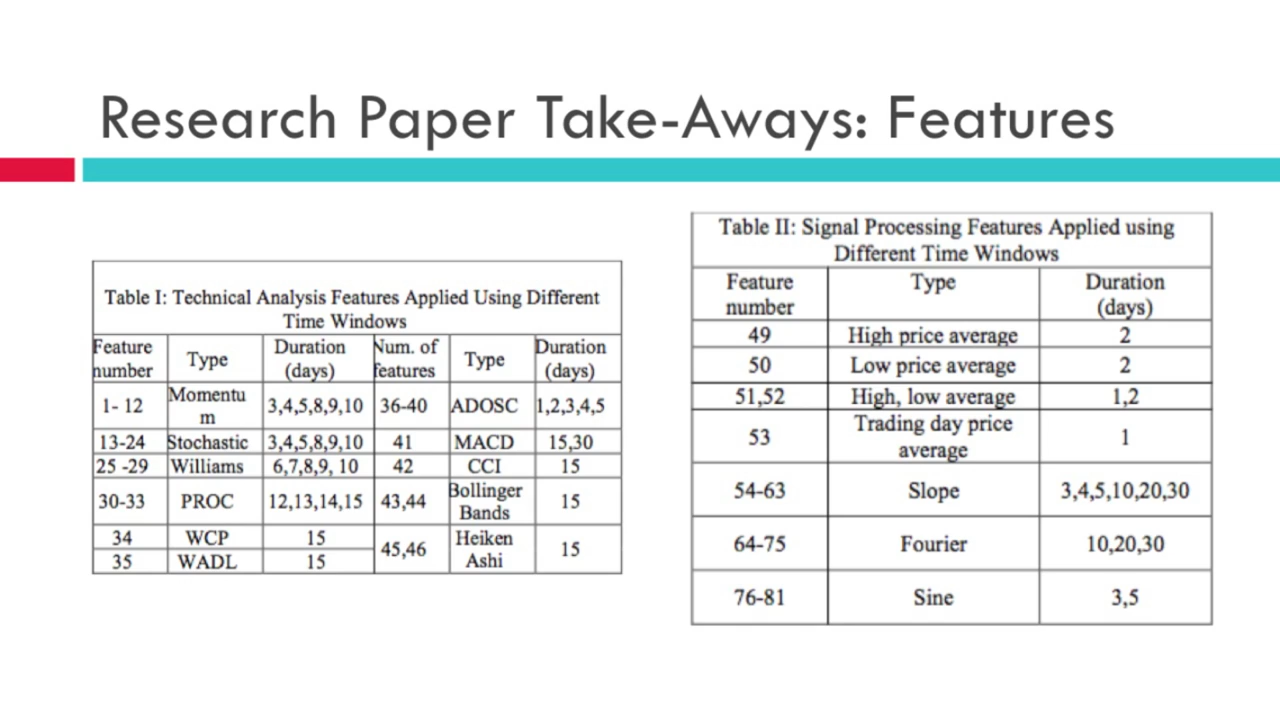 Research Paper Take-Aways: Features
Table I: Technical Analysis Features Applied Using Different
Time Windows
Feature number Type Duration (days) Num. of features Type Duration (days)
1- 12 Momentu m 3,4,5,8,9,10 36-40 ADOSC 1,2,3,4,5
13-24 Stochastic 3,4,5,8,9,10 41 MACD 15,30
25 -29 Williams 6,7,8,9, 10 42 CCI 15
30-33 PROC 12,13,14,15 43,44 Bollinger Bands 15
34 WCP 15 45,46 Heiken Ashi 15
35 WADL 15
Table II: Signal Processing Features Applied using
Different Time Windows
Feature number Type Duration (days)
49 High price average 2
50 Low price average 2
51,52 High, low average 1,2
53 Trading day price average 1
54-63 Slope 3,4,5,10,20,30
64-75 Fourier 10,20,30
76-81 Sine 3,5